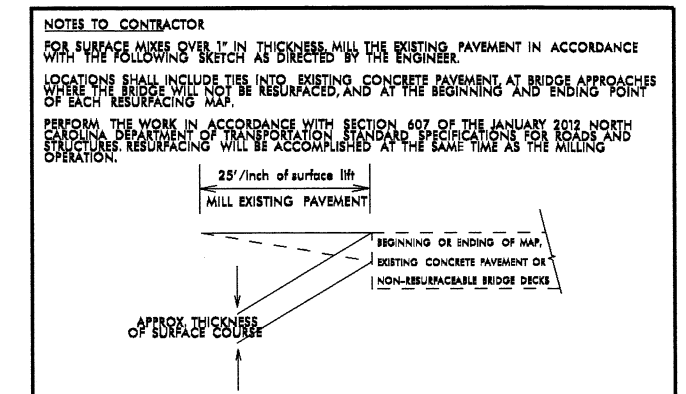 NOTES TO CONTRACTOR
FOR SURFACE MIXES OVER 1" IN THICKNESS, MILL THE EXISTING PAVEMENT IN ACCORDANCE
WITH THE FOLLOWING SKETCH AS DIRECTED BY THE ENGINEER.
LOCATIONS SHALL INCLUDE TIES INTO EXISTING CONCRETE PAVEMENT, AT BRIDGE APPROACHES
WHERE THE BRIDGE WILL NOT BE RESURFACED, AND AT THE BEGINNING AND ENDING POINT
OF EACH RESURFACING MAP.
PERFORM THE WORK IN ACCORDANCE WITH SECTION 607 OF THE JANUARY 2012 NORTH
CAROLINA DEPARTMENT OF TRANSPORTATION STANDARD SPECIFICATIONS FOR ROADS AND
STRUCTURES. RESURFACING WILL BE ACCOMPLISHED AT THE SAME TIME AS THE MILLING
OPERATION.
25'/inch of surface lift
MILL EXISTING PAVEMENT
BEGINNING OR ENDING OF MAP,
EXISTING CONCRETE PAVEMENT OR
NON-RESURFACEABLE BRIDGE DECKS
APPROX. THICKNESS
OF SURFACE COURSE